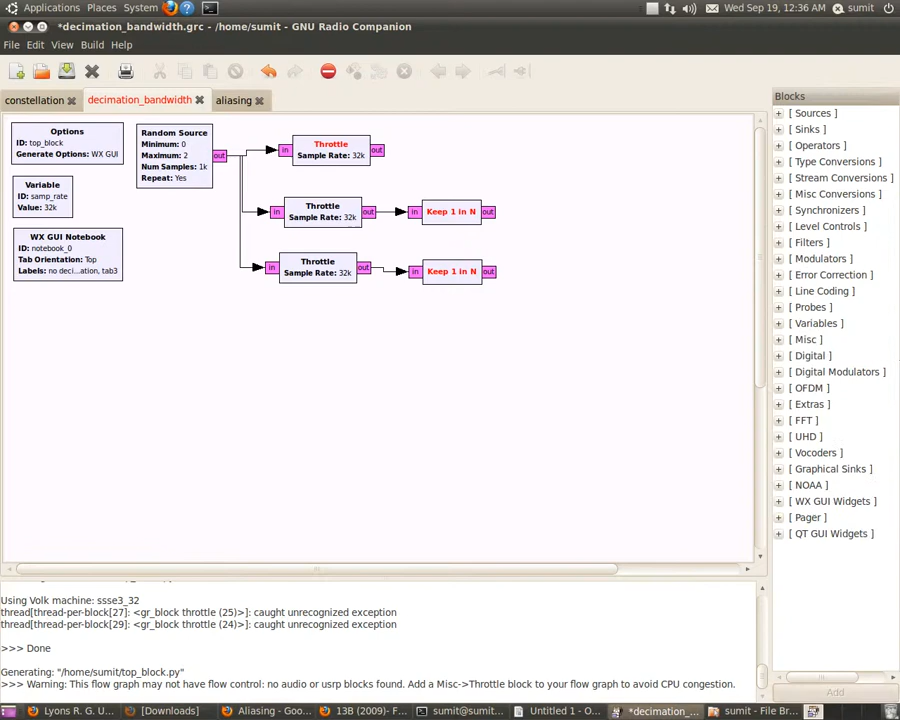 Applications Places System Wed Sep 19, 12:36 AM sumit
*decimation_bandwidth.grc - /home/sumit - GNU Radio Companion
File Edit View Build Help
constellation decimation_bandwidth aliasing
Options
ID: top_block
Generate Options: WX GUI
Variable
ID: samp_rate
Value: 32k
WX GUI Notebook
ID: notebook_0
Tab Orientation: Top
Labels: no deci...ation, tab3
Random Source
Minimum: 0
Maximum: 2
Num Samples: 1k
Repeat: Yes
out
in
Throttle
Sample Rate: 32k
out
in
Throttle
Sample Rate: 32k
out
in
Keep 1 in N
out
in
Throttle
Sample Rate: 32k
out
in
Keep 1 in N
out
Blocks
[ Sources ]
[ Sinks ]
[ Operators ]
[ Type Conversions ]
[ Stream Conversions ]
[ Misc Conversions ]
[ Synchronizers ]
[ Level Controls ]
[ Filters ]
[ Modulators ]
[ Error Correction ]
[ Line Coding ]
[ Probes ]
[ Variables ]
[ Misc ]
[ Digital ]
[ Digital Modulators ]
[ OFDM ]
[ Extras ]
[ FFT ]
[ UHD ]
[ Vocoders ]
[ Graphical Sinks ]
[ NOAA ]
[ WX GUI Widgets ]
[ Pager ]
[ QT GUI Widgets ]
Add
Using Volk machine: ssse3_32
thread[thread-per-block[27]: <gr_block throttle (25)>]: caught unrecognized exception
thread[thread-per-block[29]: <gr_block throttle (24)>]: caught unrecognized exception
>>> Done
Generating: "/home/sumit/top_block.py"
>>> Warning: This flow graph may not have flow control: no audio or usrp blocks found. Add a Misc->Throttle block to your flow graph to avoid CPU congestion.
Lyons R. G. U... [Downloads] Aliasing - Goo... 13B (2009)- F... sumit@sumit... Untitled 1 - O... *decimation_... sumit - File Br...